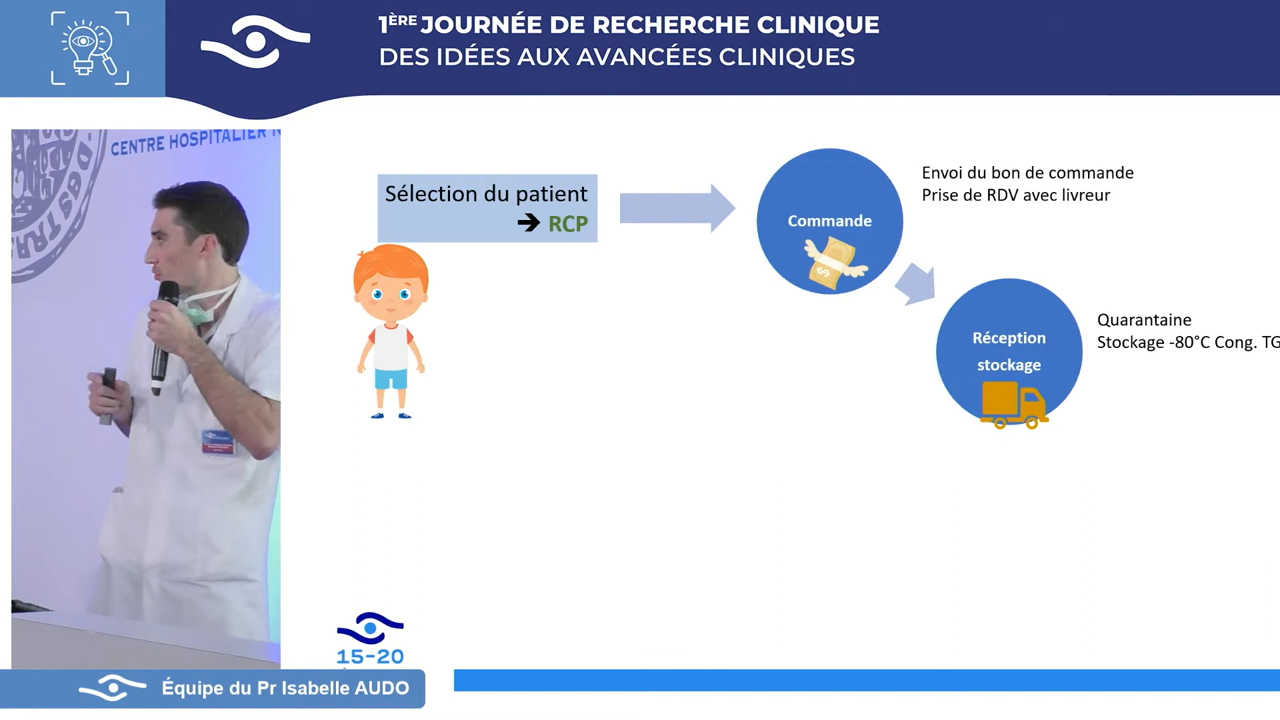 1ÈRE JOURNÉE DE RECHERCHE CLINIQUE
DES IDÉES AUX AVANCÉES CLINIQUES
CENTRE HOSPITALIER N
Sélection du patient
➔ RCP
Commande
Envoi du bon de commande
Prise de RDV avec livreur
Réception
stockage
Quarantaine
Stockage -80°C Cong. TG
15-20
Équipe du Pr Isabelle AUDO